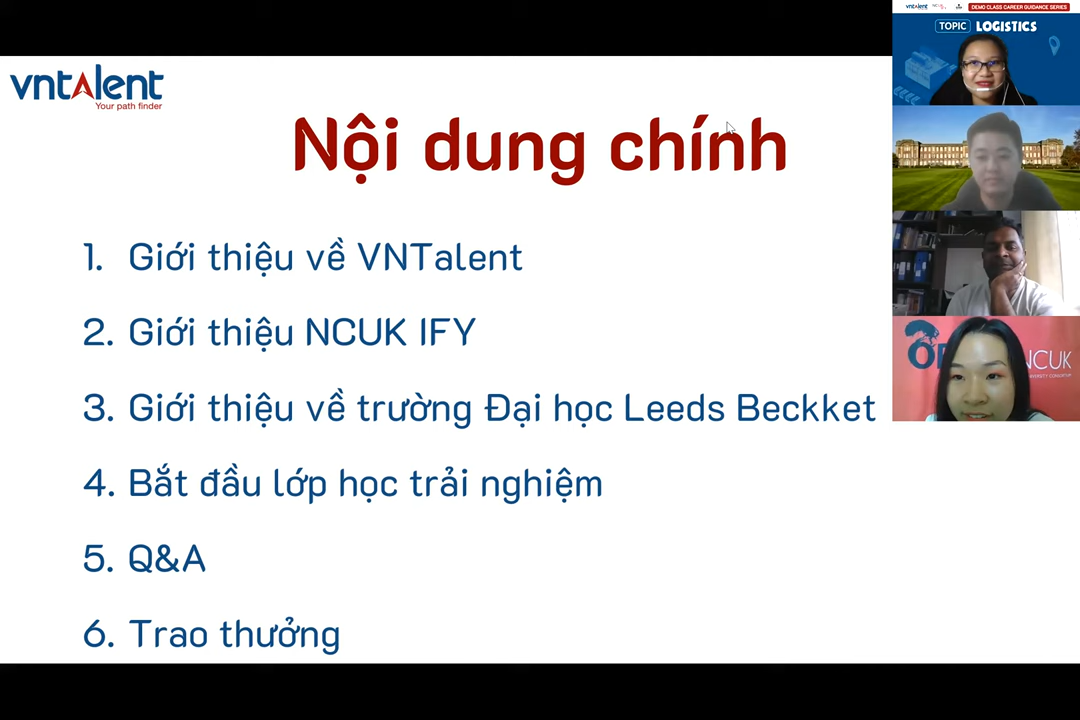 vntalent
Your path finder
Nội dung chính
1. Giới thiệu về VNTalent
2. Giới thiệu NCUK IFY
3. Giới thiệu về trường Đại học Leeds Beckket
4. Bắt đầu lớp học trải nghiệm
5. Q&A
6. Trao thưởng
vntalent
DEMO CLASS CAREER GUIDANCE SERIES
TOPIC LOGISTICS
NCUK